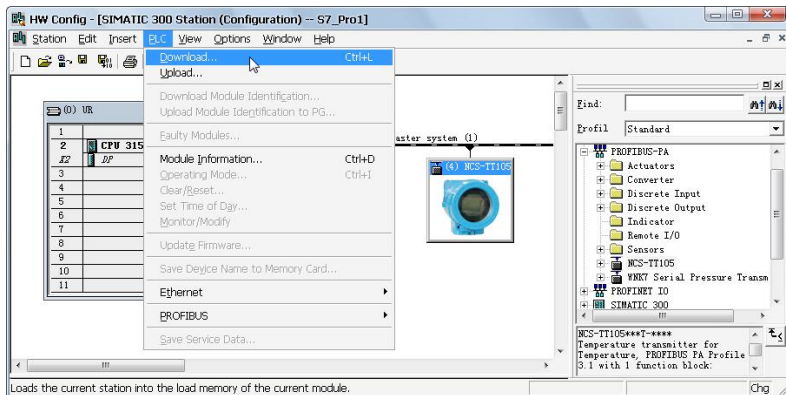 HW Config - [SIMATIC 300 Station (Configuration) -- S7_Pro1]
Station Edit Insert PLC View Options Window Help
Download... Ctrl+L
Upload...
Download Module Identification...
Upload Module Identification to PG...
Faulty Modules...
Module Information... Ctrl+D
Operating Mode... Ctrl+I
Clear/Reset...
Set Time of Day...
Monitor/Modify
Update Firmware...
Save Device Name to Memory Card...
Ethernet
PROFIBUS
Save Service Data...
(0) UR
1
2 CPU 315
X2 DP
3
4
5
6
7
8
9
10
11
aster system (1)
(4) NCS-TT105
Find:
Profil Standard
PROFIBUS-PA
Actuators
Converter
Discrete Input
Discrete Output
Indicator
Remote I/O
Sensors
NCS-TT105
WNK7 Serial Pressure Transm
PROFINET IO
SIMATIC 300
NCS-TT105***T-****
Temperature transmitter for
Temperature, PROFIBUS PA Profile
3.1 with 1 function block:
Loads the current station into the load memory of the current module.
Chg